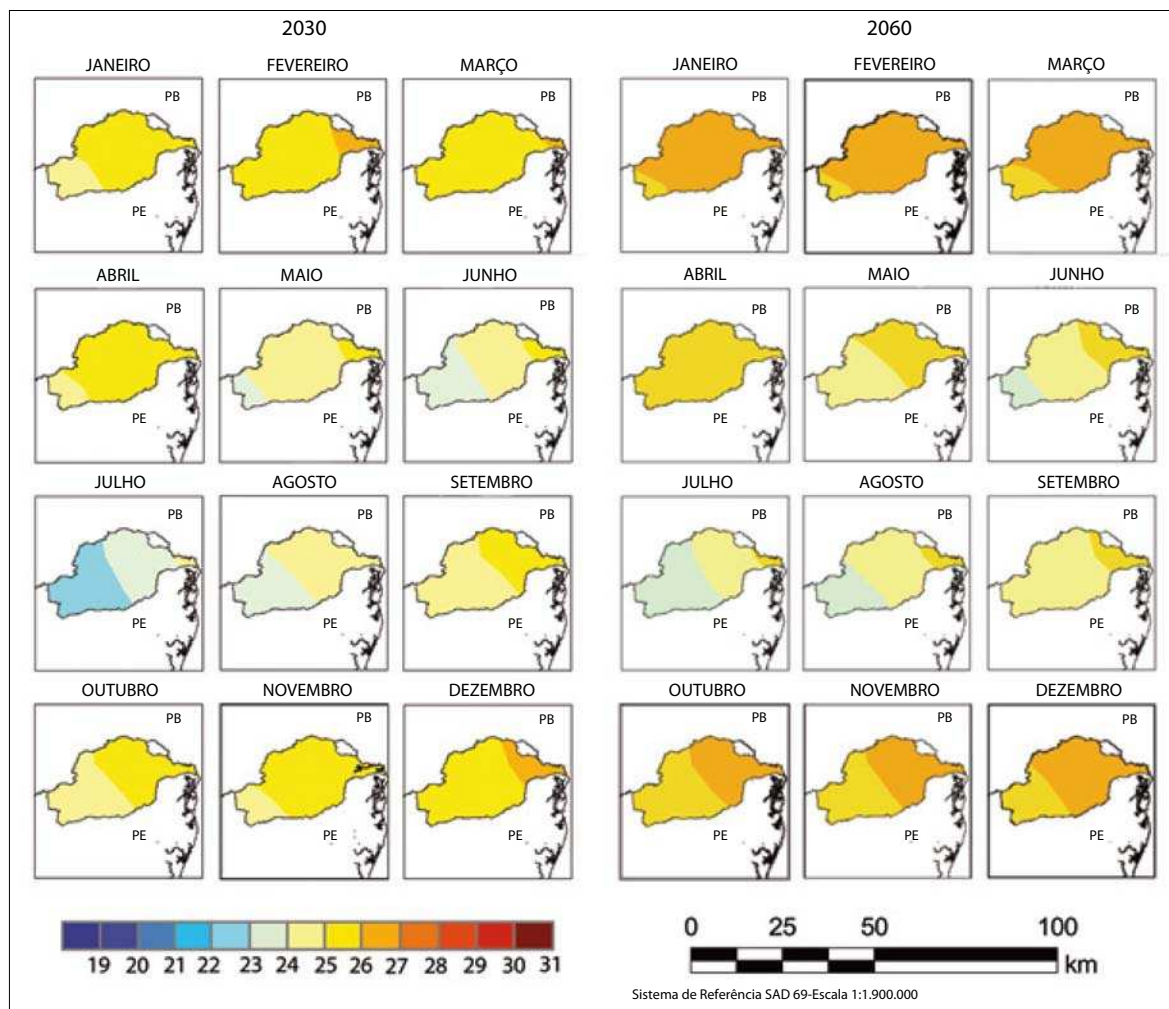 2030 2060
JANEIRO FEVEREIRO MARÇO JANEIRO FEVEREIRO MARÇO
PB PB PB PB PB PB
PE PE PE PE PE PE
ABRIL MAIO JUNHO ABRIL MAIO JUNHO
PB PB PB PB PB PB
PE PE PE PE PE PE
JULHO AGOSTO SETEMBRO JULHO AGOSTO SETEMBRO
PB PB PB PB PB PB
PE PE PE PE PE PE
OUTUBRO NOVEMBRO DEZEMBRO OUTUBRO NOVEMBRO DEZEMBRO
PB PB PB PB PB PB
PE PE PE PE PE PE
0 25 50 100
19 20 21 22 23 24 25 26 27 28 29 30 31
km
Sistema de Referência SAD 69-Escala 1:1.900.000